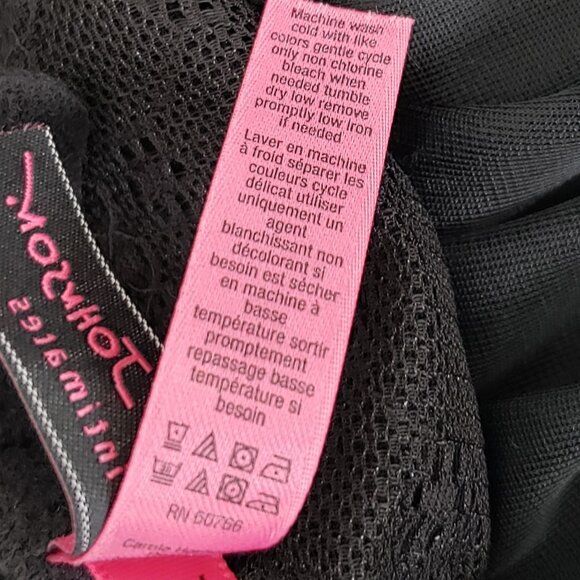 Machine wash
cold with like
colors gentle cycle
only non chlorine
bleach when
needed tumble
dry low remove
promptly low iron
if needed
Laver en machine
à froid séparer les
couleurs cycle
délicat utiliser
uniquement un
agent
blanchissant non
décolorant si
besoin est sécher
en machine à
basse
température sortir
promptement
repassage basse
température si
besoin
RN 60766
JOHNSON
intimates